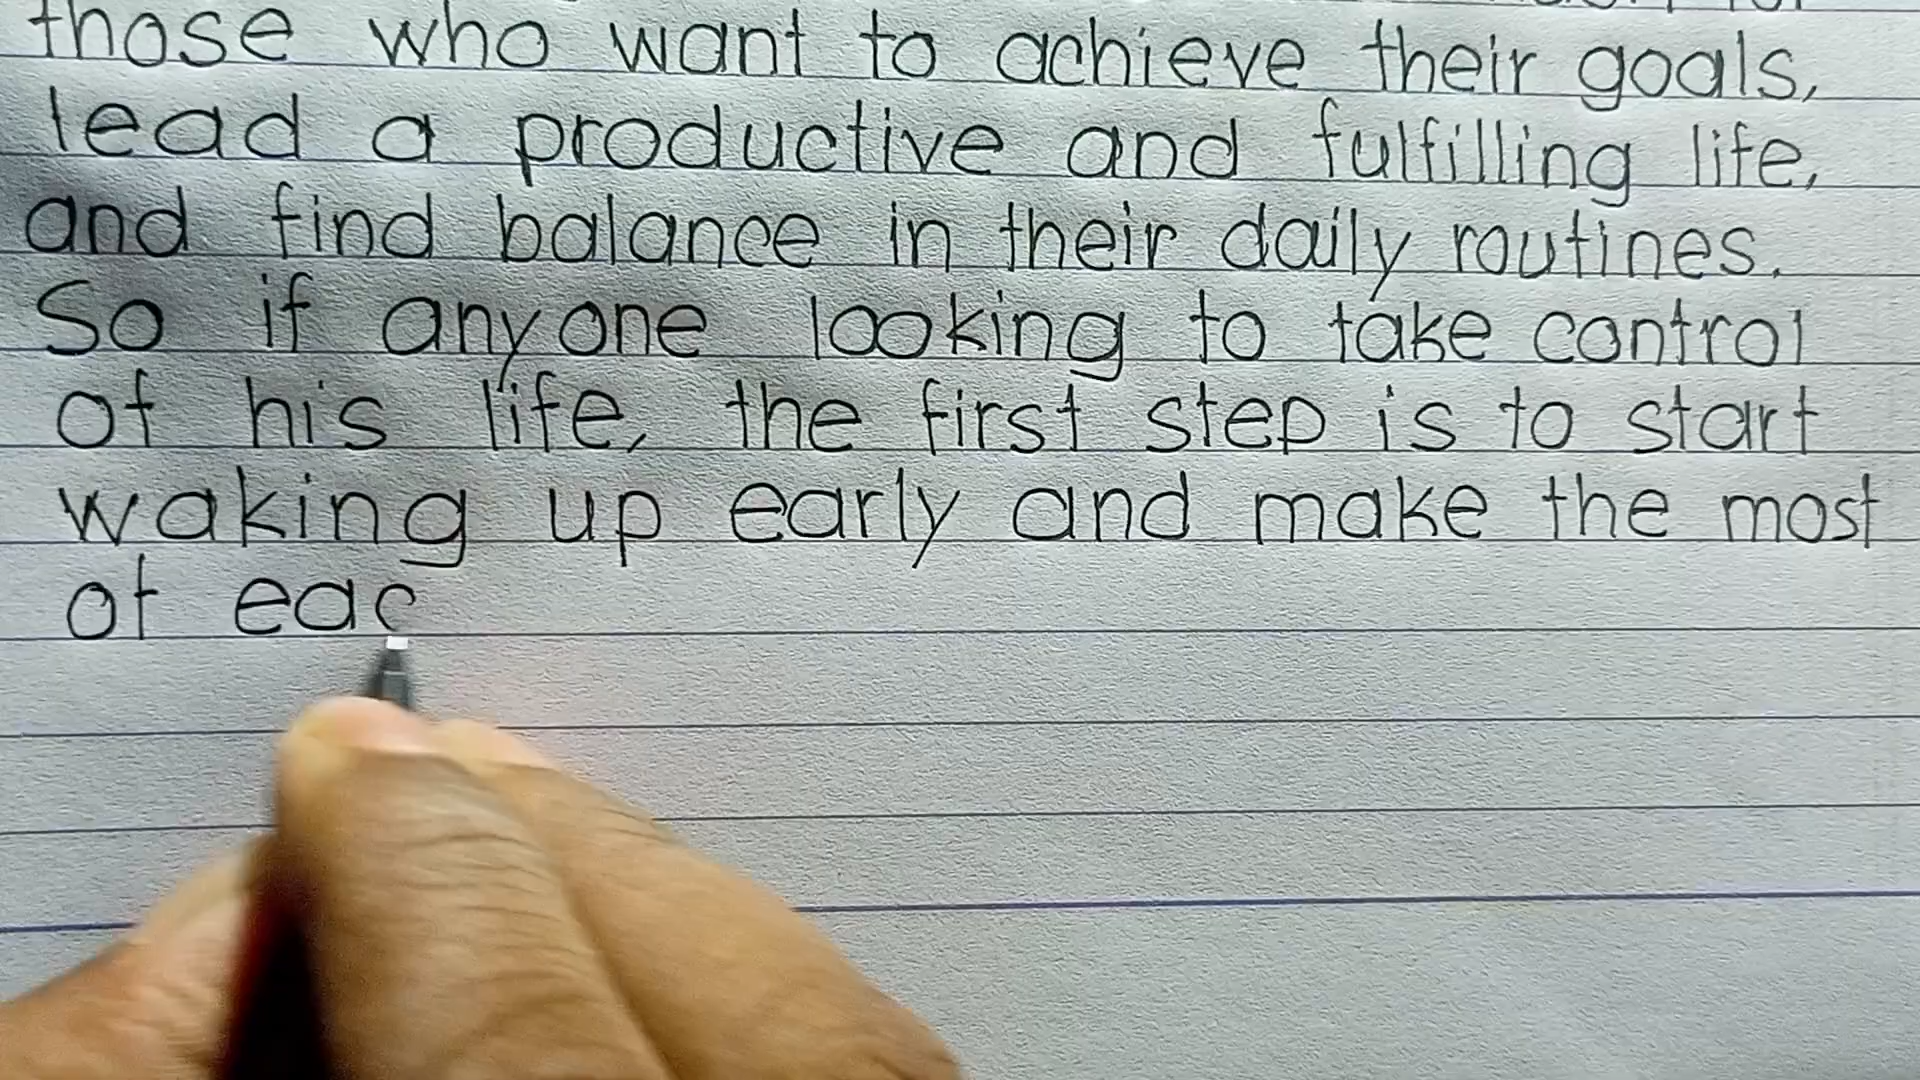 those who want to achieve their goals,
lead a productive and fulfilling life,
and find balance in their daily routines.
So if anyone looking to take control
of his life, the first step is to start
waking up early and make the most
of eac